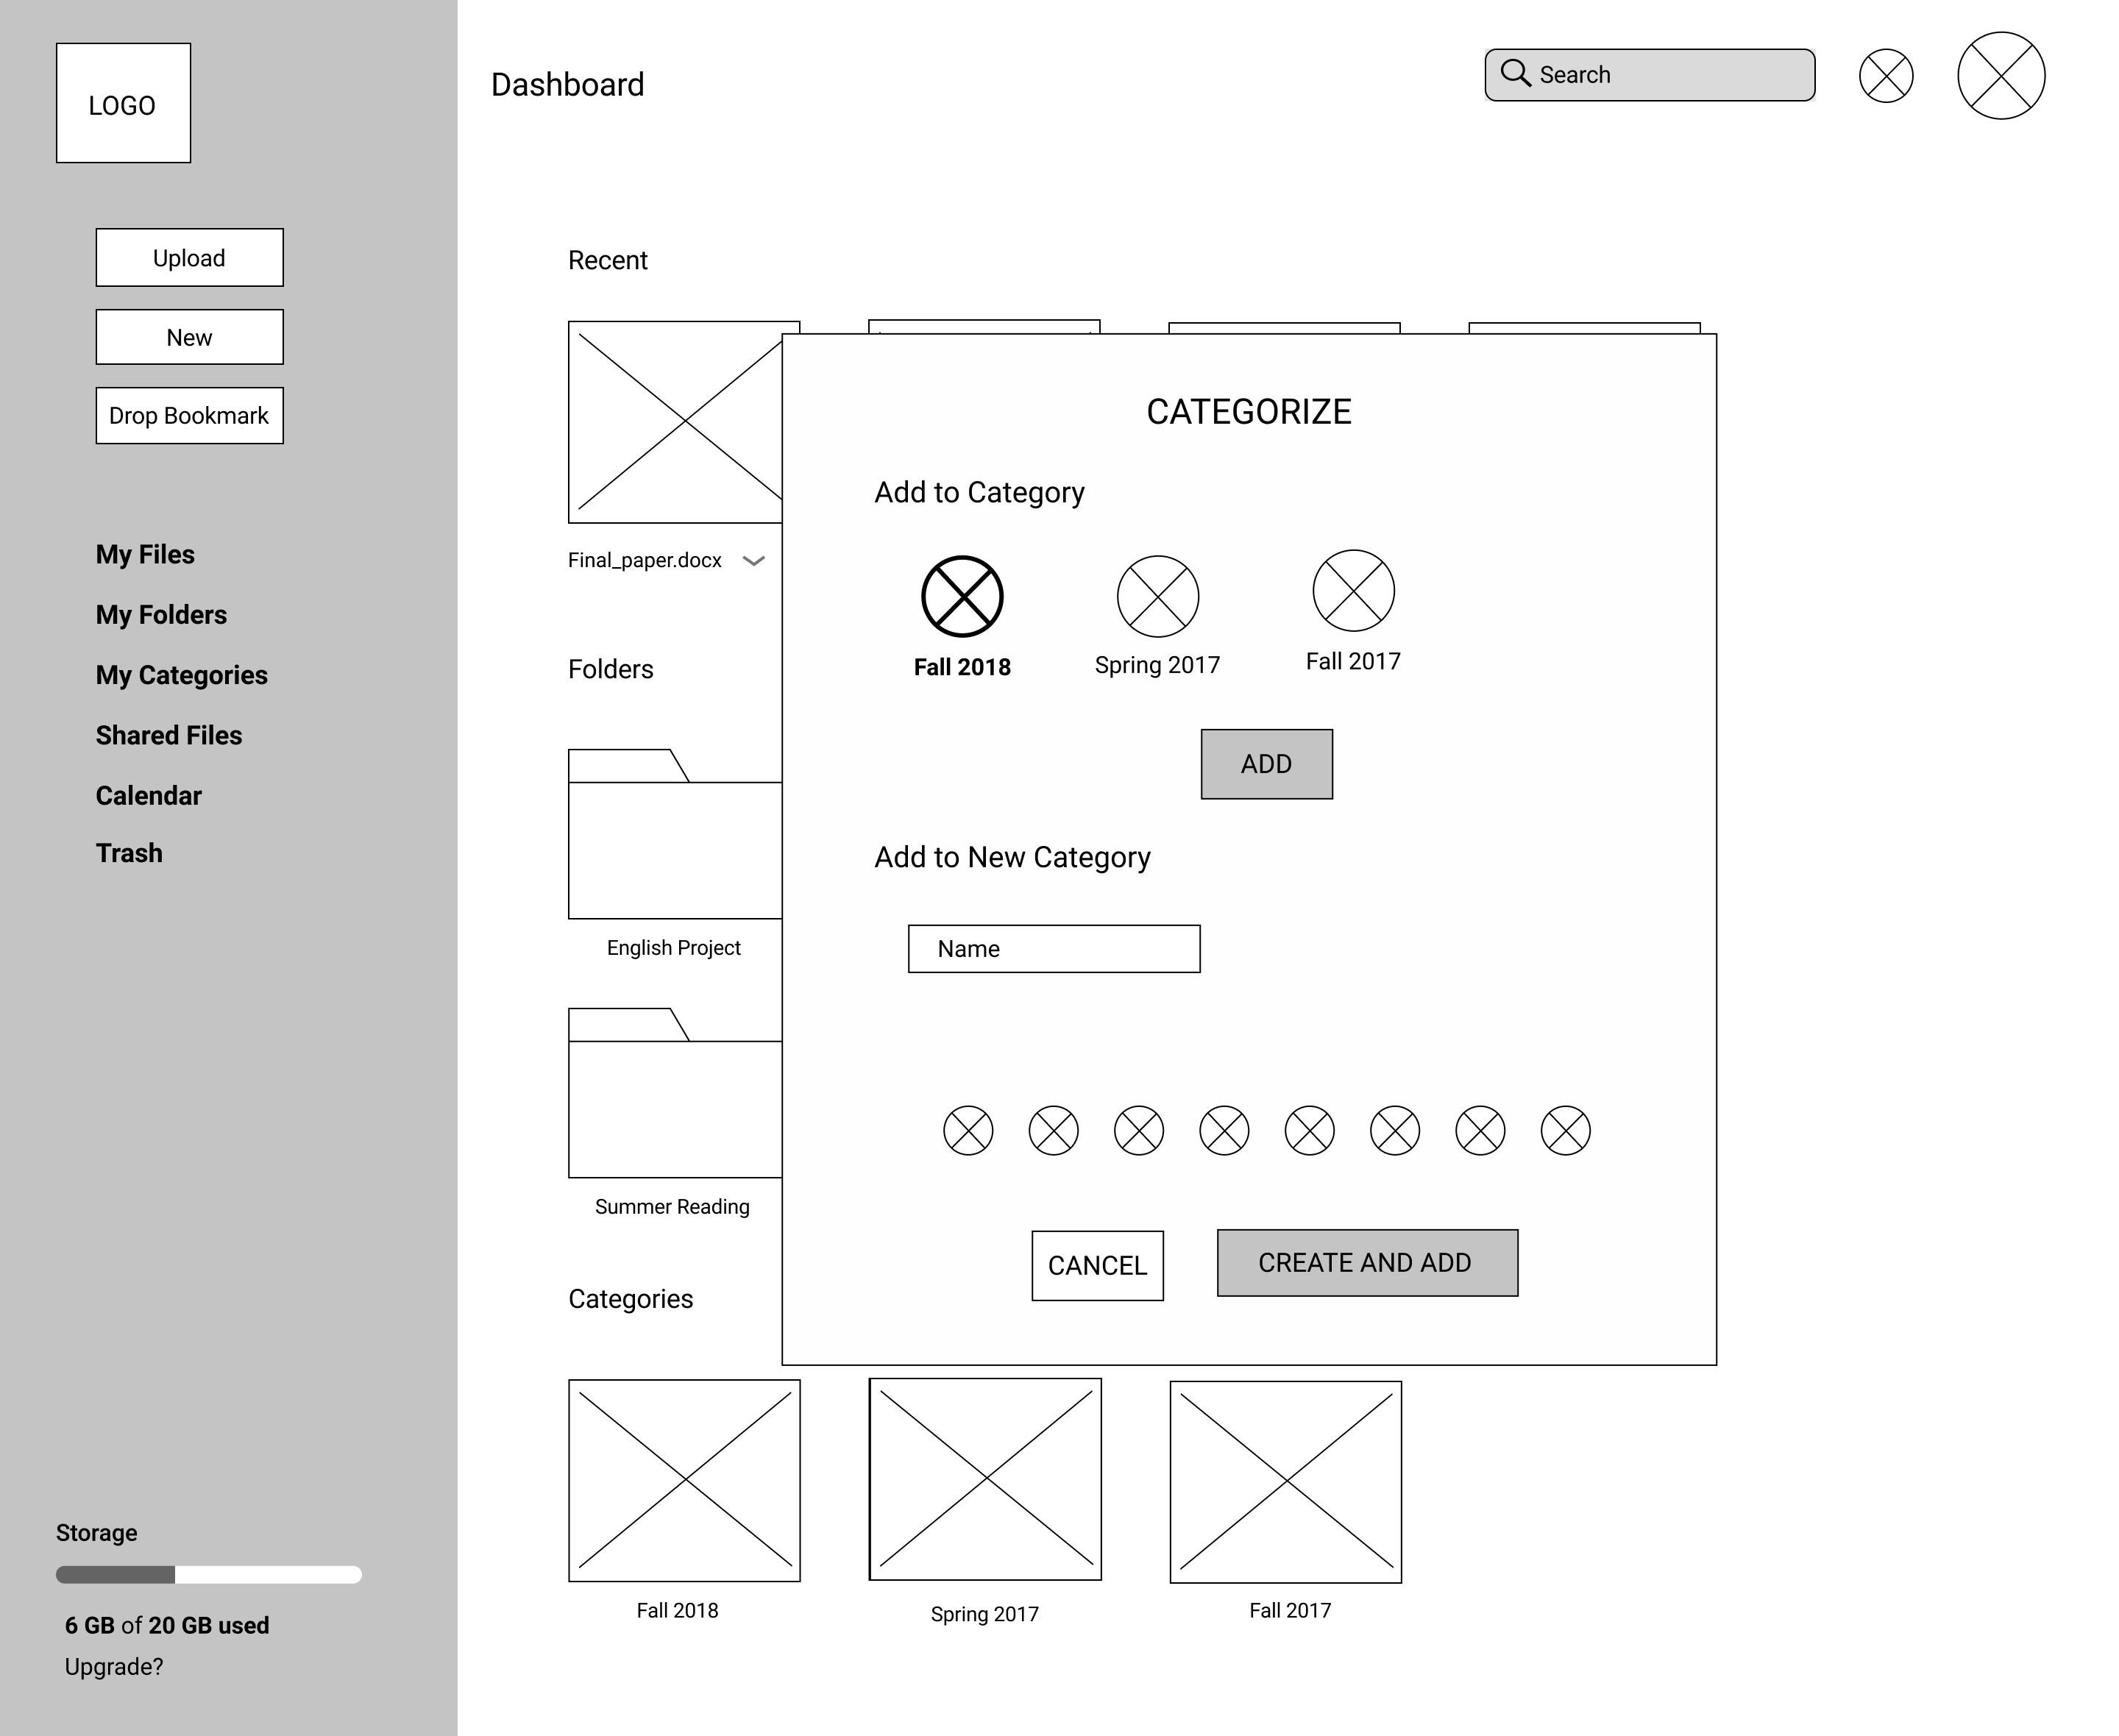 LOGO
Upload
New
Drop Bookmark
My Files
My Folders
My Categories
Shared Files
Calendar
Trash
Storage
6 GB of 20 GB used
Upgrade?
Dashboard
Search
Recent
Final_paper.docx
Folders
English Project
Summer Reading
Categories
Fall 2018
Spring 2017
Fall 2017
CATEGORIZE
Add to Category
Fall 2018
Spring 2017
Fall 2017
ADD
Add to New Category
Name
CANCEL
CREATE AND ADD